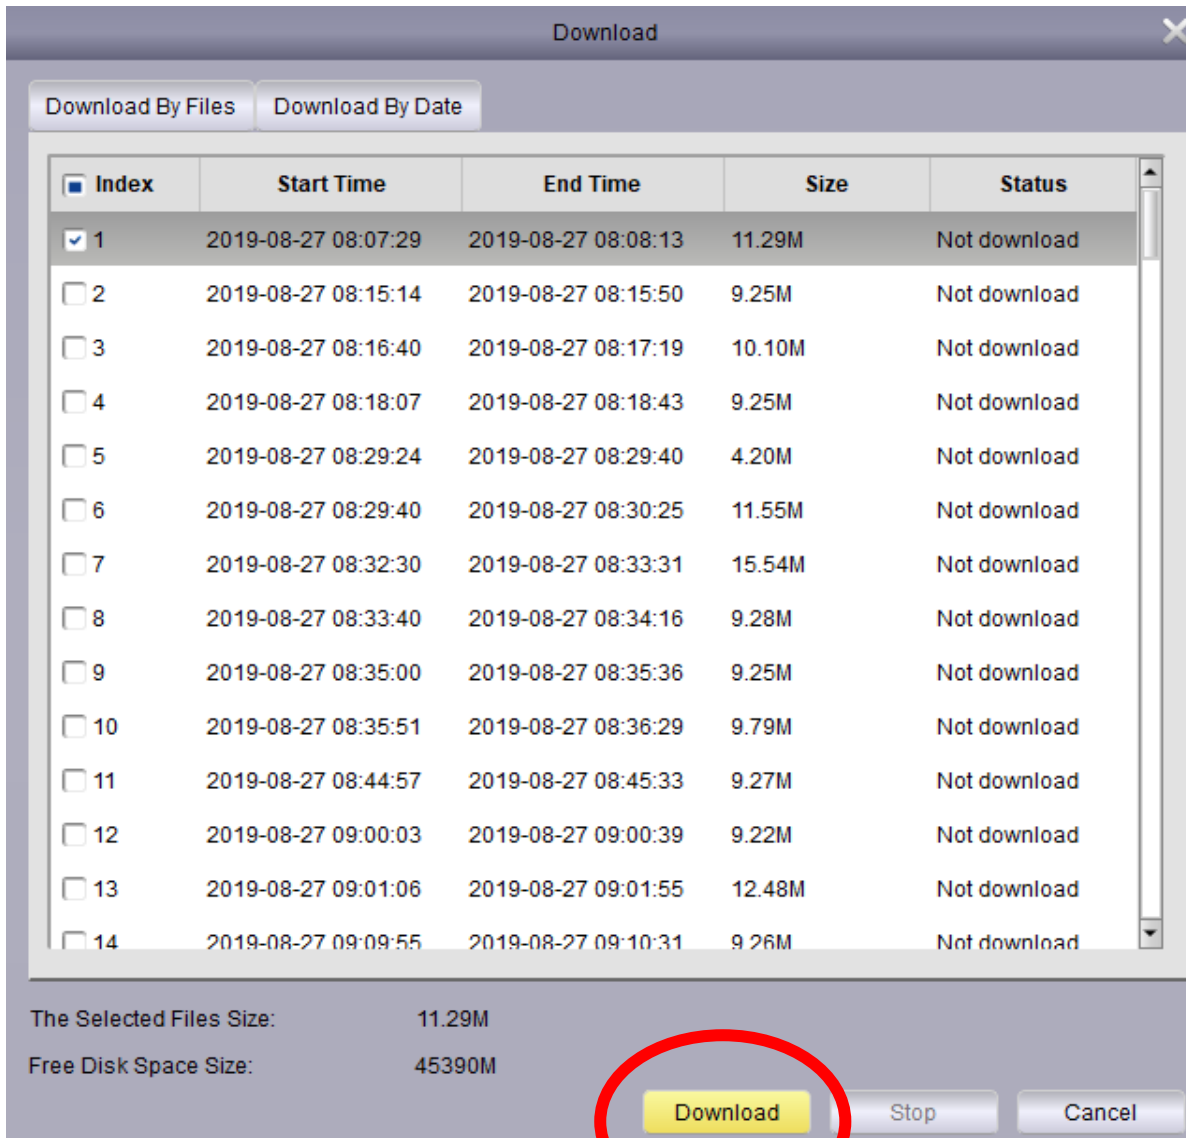 Download
Download By Files Download By Date
Index Start Time End Time Size Status
1 2019-08-27 08:07:29 2019-08-27 08:08:13 11.29M Not download
2 2019-08-27 08:15:14 2019-08-27 08:15:50 9.25M Not download
3 2019-08-27 08:16:40 2019-08-27 08:17:19 10.10M Not download
4 2019-08-27 08:18:07 2019-08-27 08:18:43 9.25M Not download
5 2019-08-27 08:29:24 2019-08-27 08:29:40 4.20M Not download
6 2019-08-27 08:29:40 2019-08-27 08:30:25 11.55M Not download
7 2019-08-27 08:32:30 2019-08-27 08:33:31 15.54M Not download
8 2019-08-27 08:33:40 2019-08-27 08:34:16 9.28M Not download
9 2019-08-27 08:35:00 2019-08-27 08:35:36 9.25M Not download
10 2019-08-27 08:35:51 2019-08-27 08:36:29 9.79M Not download
11 2019-08-27 08:44:57 2019-08-27 08:45:33 9.27M Not download
12 2019-08-27 09:00:03 2019-08-27 09:00:39 9.22M Not download
13 2019-08-27 09:01:06 2019-08-27 09:01:55 12.48M Not download
14 2019-08-27 09:09:55 2019-08-27 09:10:31 9.26M Not download
The Selected Files Size: 11.29M
Free Disk Space Size: 45390M
Download Stop Cancel